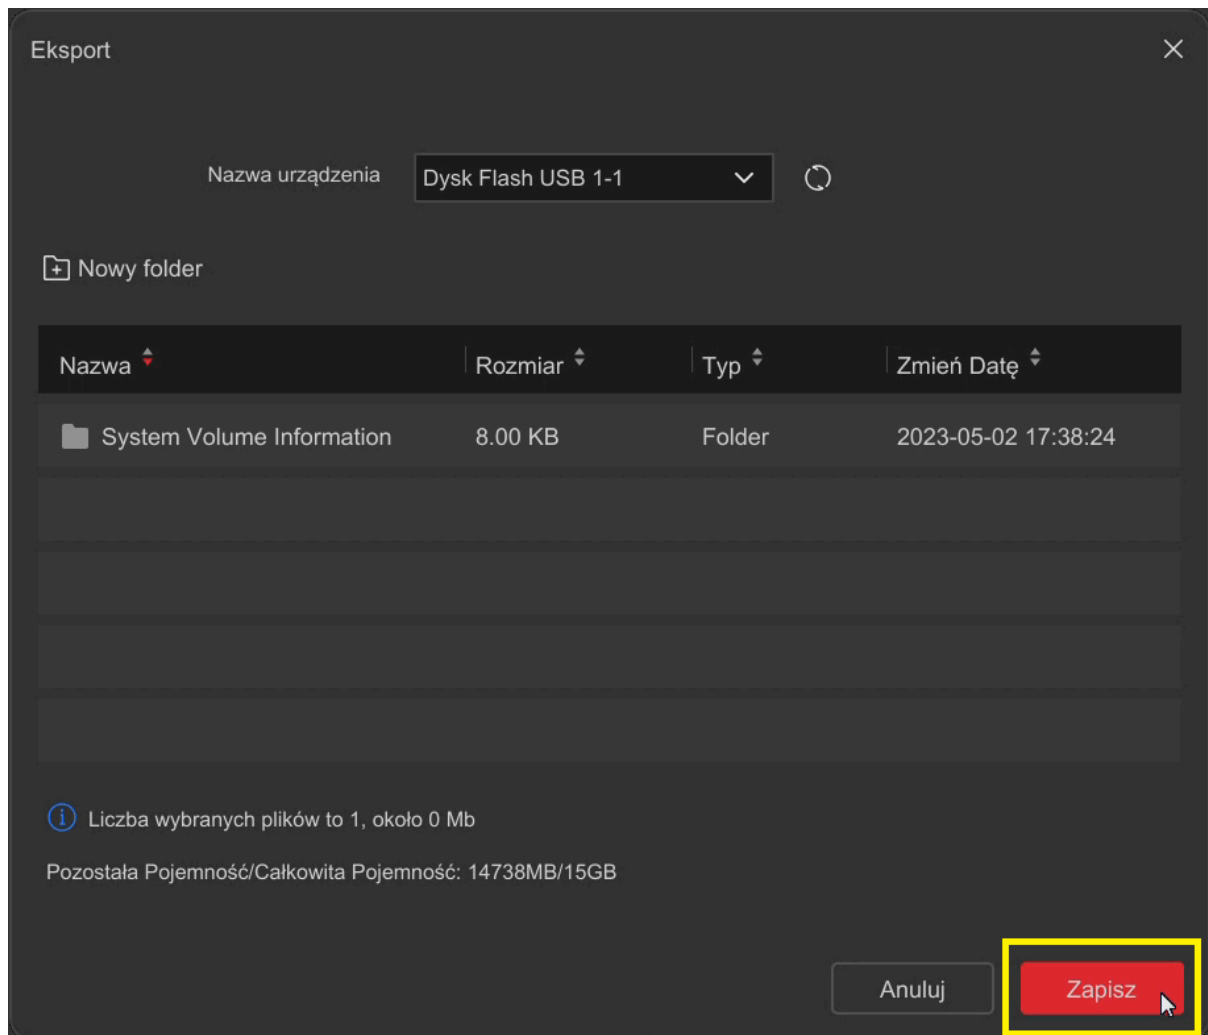 Eksport
Nazwa urządzenia Dysk Flash USB 1-1
Nowy folder
Nazwa Rozmiar Typ Zmień Datę
System Volume Information 8.00 KB Folder 2023-05-02 17:38:24
Liczba wybranych plików to 1, około 0 Mb
Pozostała Pojemność/Całkowita Pojemność: 14738MB/15GB
Anuluj Zapisz